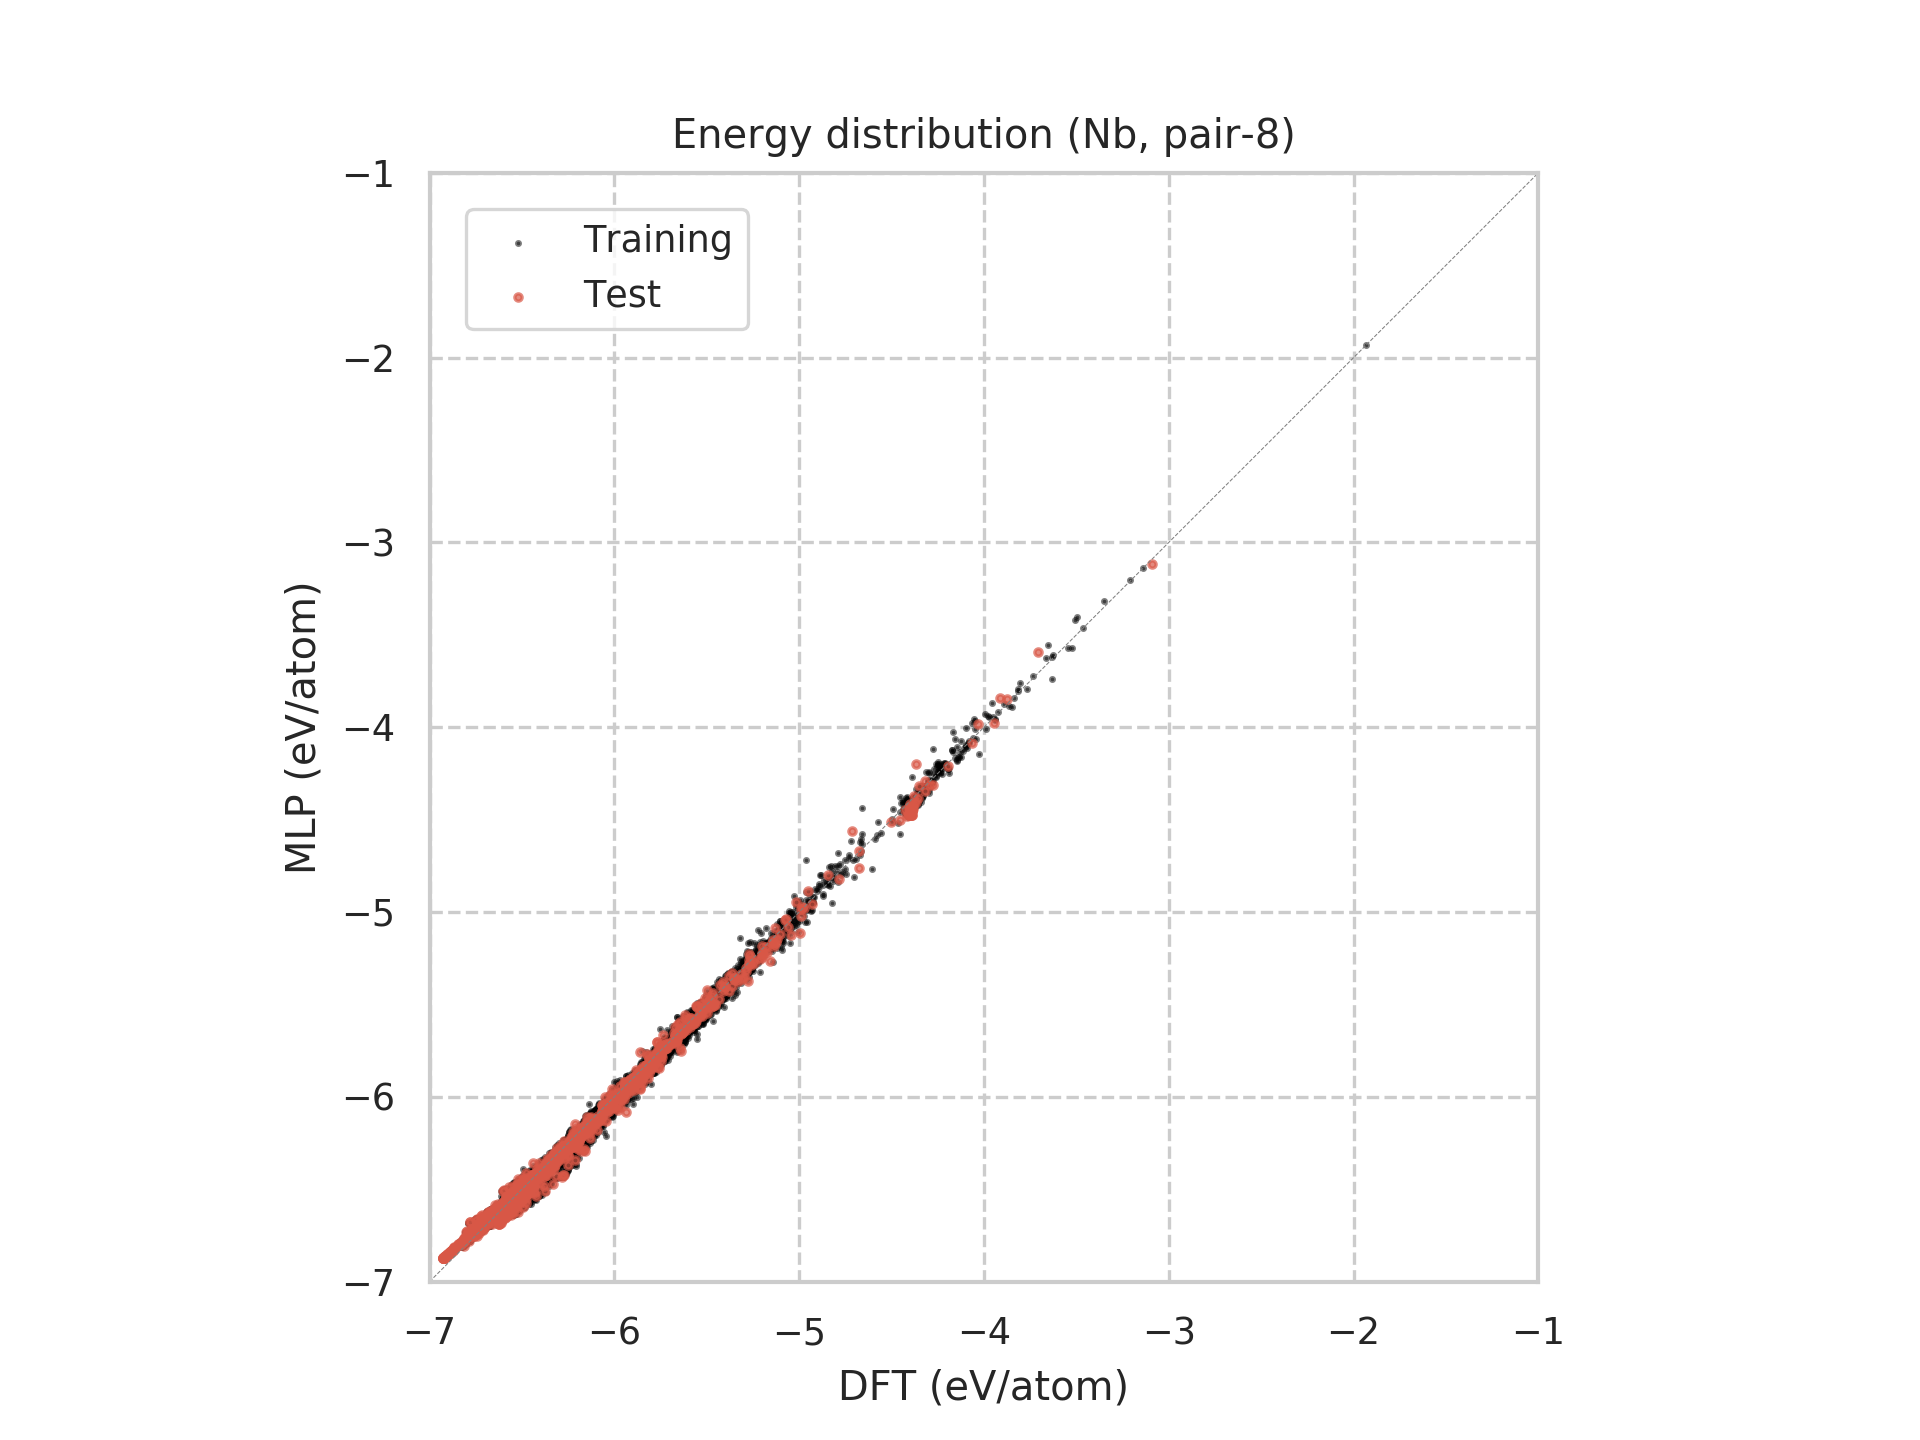 Energy distribution (Nb, pair-8)
Training
Test
MLP (eV/atom)
−1
−2
−3
−4
−5
−6
−7
−7 −6 −5 −4 −3 −2 −1
DFT (eV/atom)